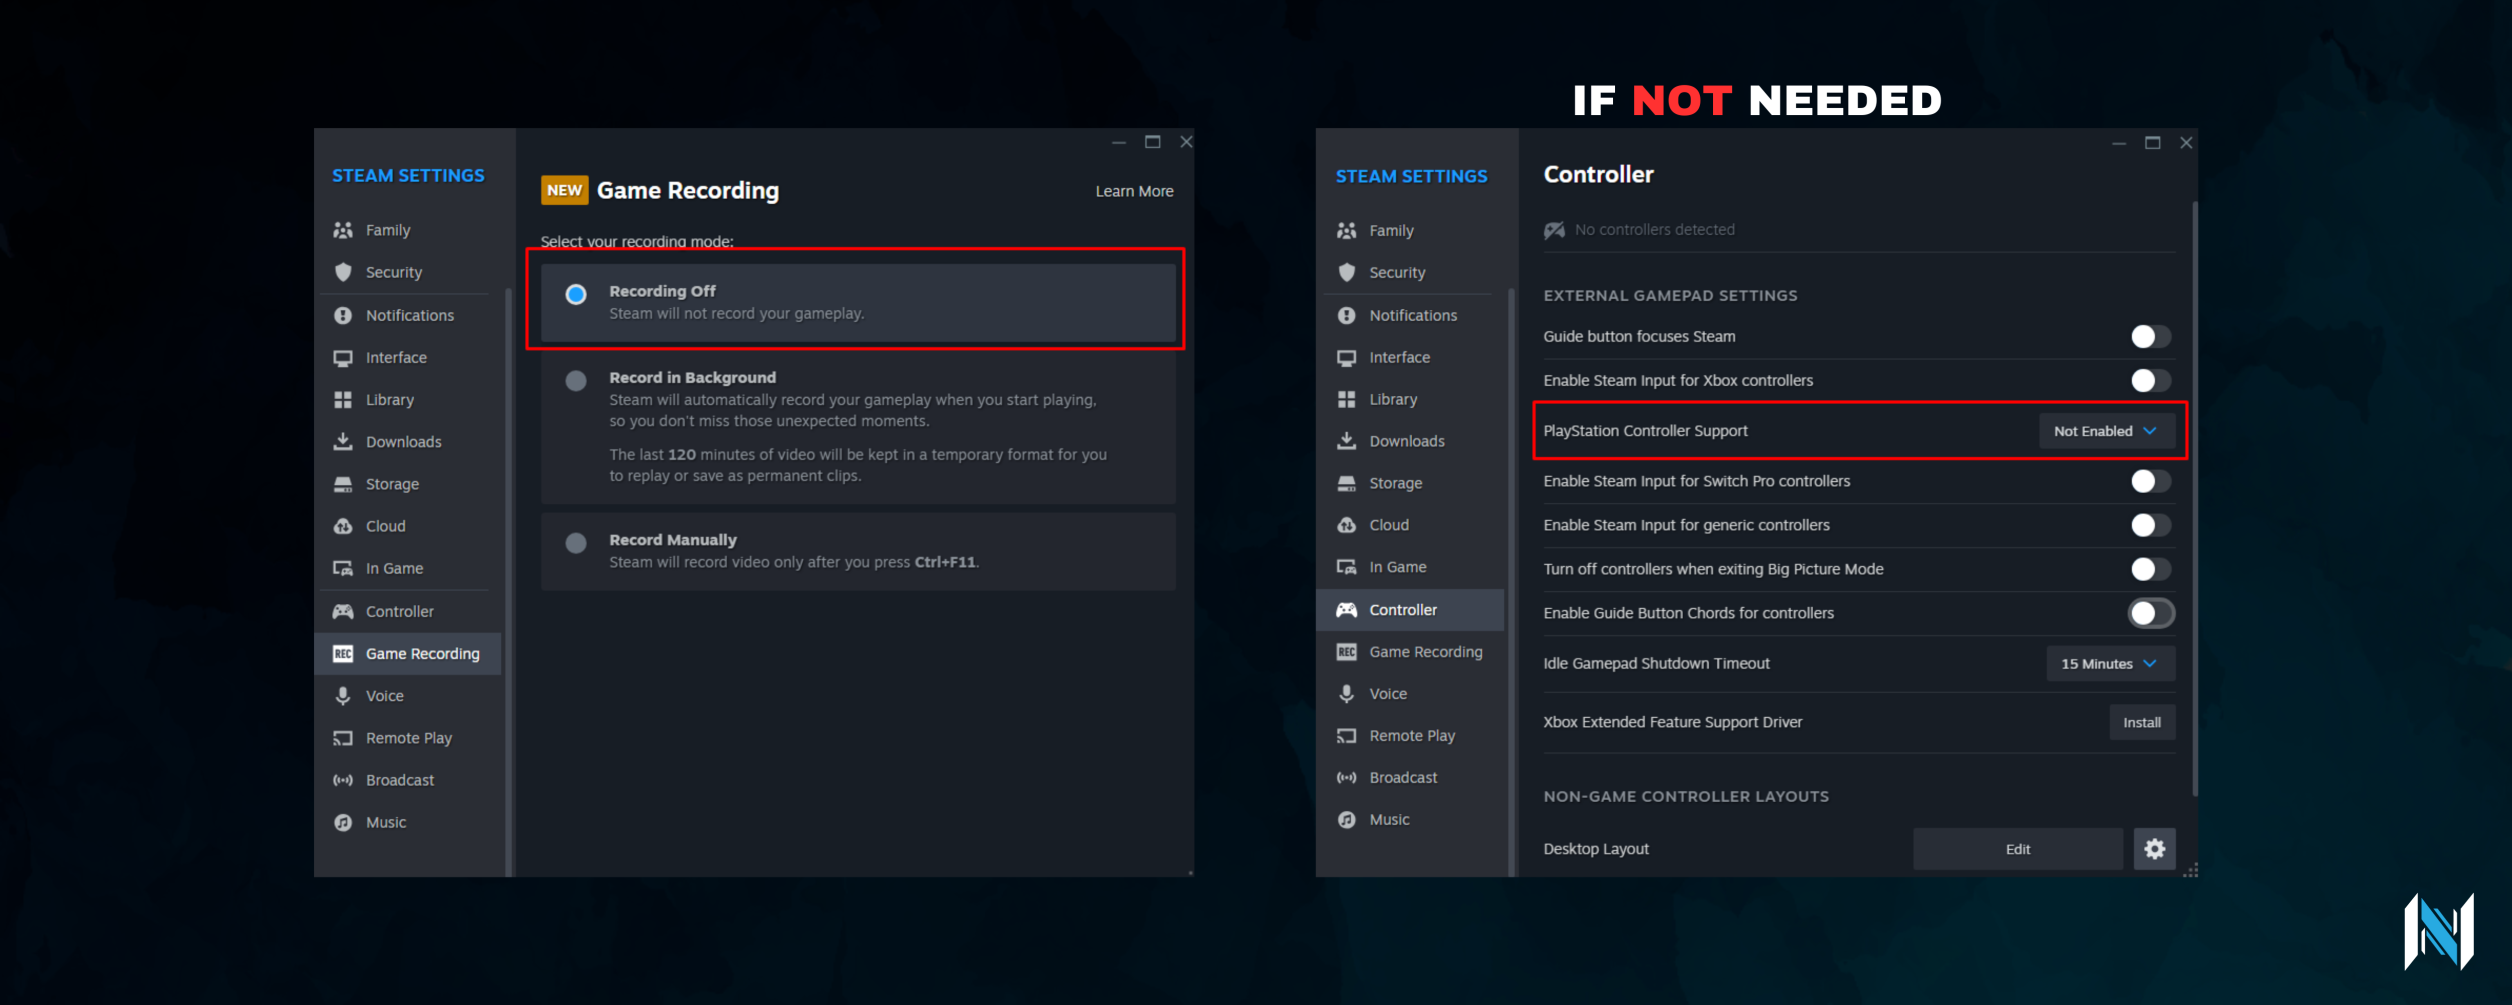 IF NOT NEEDED
STEAM SETTINGS
Family
Security
Notifications
Interface
Library
Downloads
Storage
Cloud
In Game
Controller
REC Game Recording
Voice
Remote Play
Broadcast
Music
NEW Game Recording
Learn More
Select your recording mode:
Recording Off
Steam will not record your gameplay.
Record in Background
Steam will automatically record your gameplay when you start playing,
so you don't miss those unexpected moments.
The last 120 minutes of video will be kept in a temporary format for you
to replay or save as permanent clips.
Record Manually
Steam will record video only after you press Ctrl+F11.
STEAM SETTINGS
Family
Security
Notifications
Interface
Library
Downloads
Storage
Cloud
In Game
Controller
REC Game Recording
Voice
Remote Play
Broadcast
Music
Controller
No controllers detected
EXTERNAL GAMEPAD SETTINGS
Guide button focuses Steam
Enable Steam Input for Xbox controllers
PlayStation Controller Support Not Enabled
Enable Steam Input for Switch Pro controllers
Enable Steam Input for generic controllers
Turn off controllers when exiting Big Picture Mode
Enable Guide Button Chords for controllers
Idle Gamepad Shutdown Timeout 15 Minutes
Xbox Extended Feature Support Driver Install
NON-GAME CONTROLLER LAYOUTS
Desktop Layout Edit